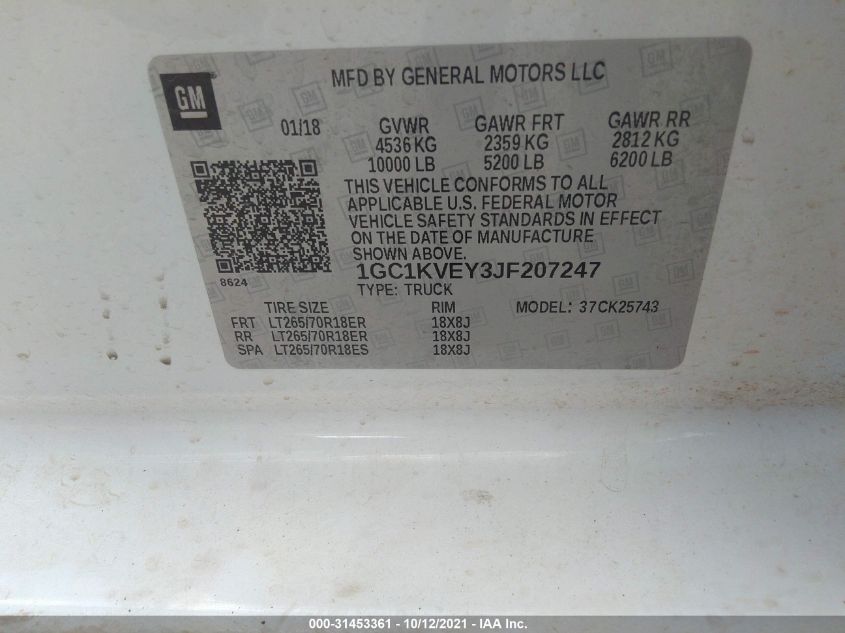 MFD BY GENERAL MOTORS LLC
GM
01/18 GVWR GAWR FRT GAWR RR
4536 KG 2359 KG 2812 KG
10000 LB 5200 LB 6200 LB
THIS VEHICLE CONFORMS TO ALL
APPLICABLE U.S. FEDERAL MOTOR
VEHICLE SAFETY STANDARDS IN EFFECT
ON THE DATE OF MANUFACTURE
SHOWN ABOVE.
1GC1KVEY3JF207247
8624
TYPE: TRUCK
TIRE SIZE RIM MODEL: 37CK25743
FRT LT265/70R18ER 18X8J
RR LT265/70R18ER 18X8J
SPA LT265/70R18ES 18X8J
000-31453361 - 10/12/2021 - IAA Inc.